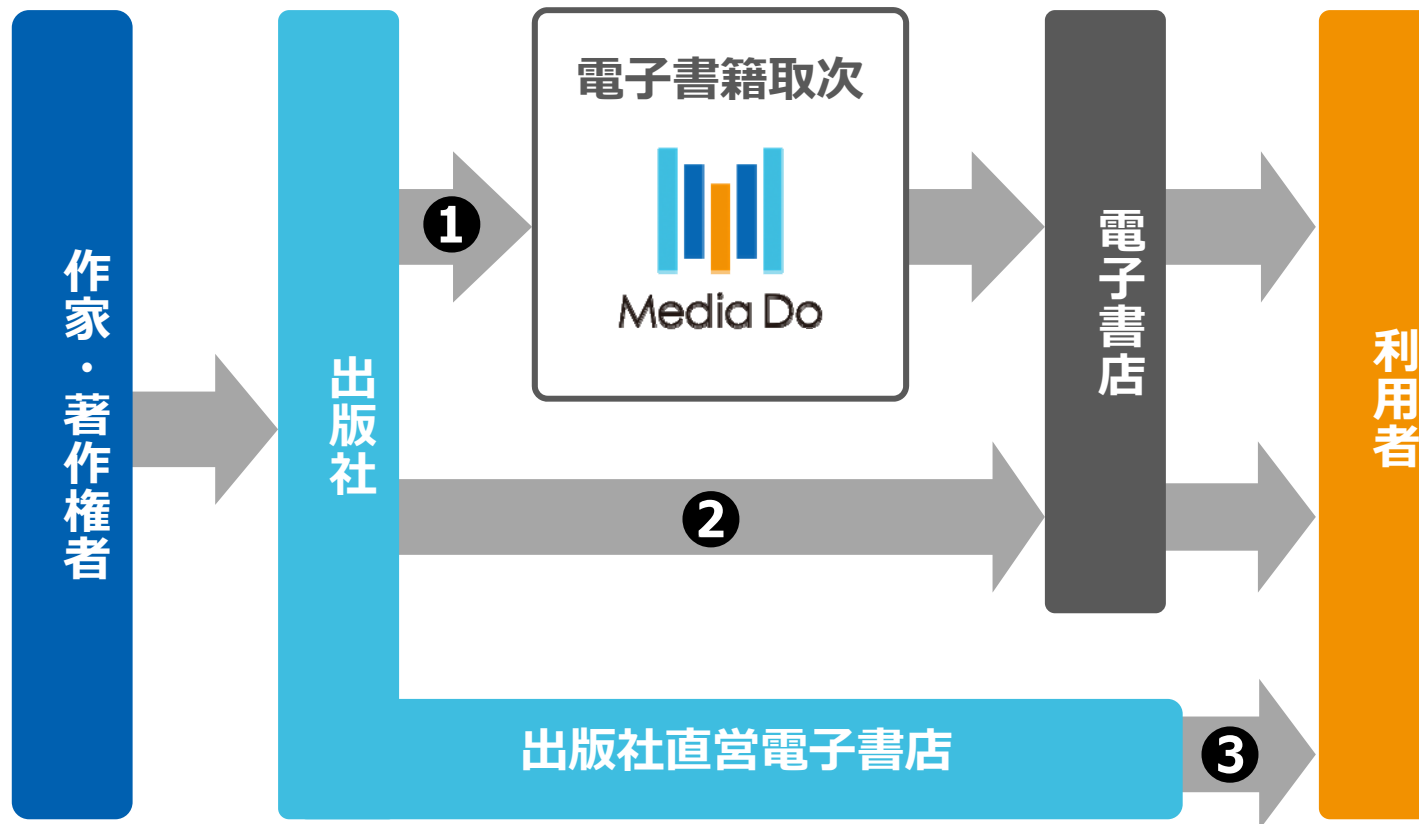 作家・著作権者
出版社
❶
電子書籍取次
Media Do
❷
電子書店
出版社直営電子書店
❸
利用者